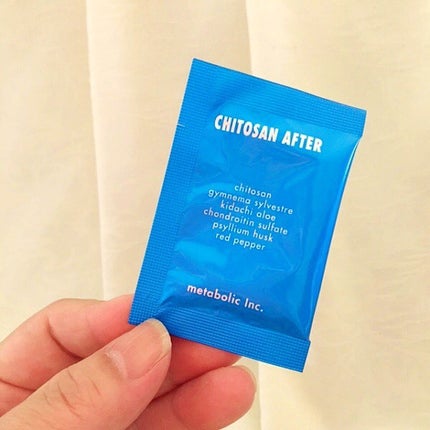 CHITOSAN AFTER
chitosan
gymnema sylvestre
kidachi aloe
chondroitin sulfate
psyllium husk
red pepper
metabolic Inc.